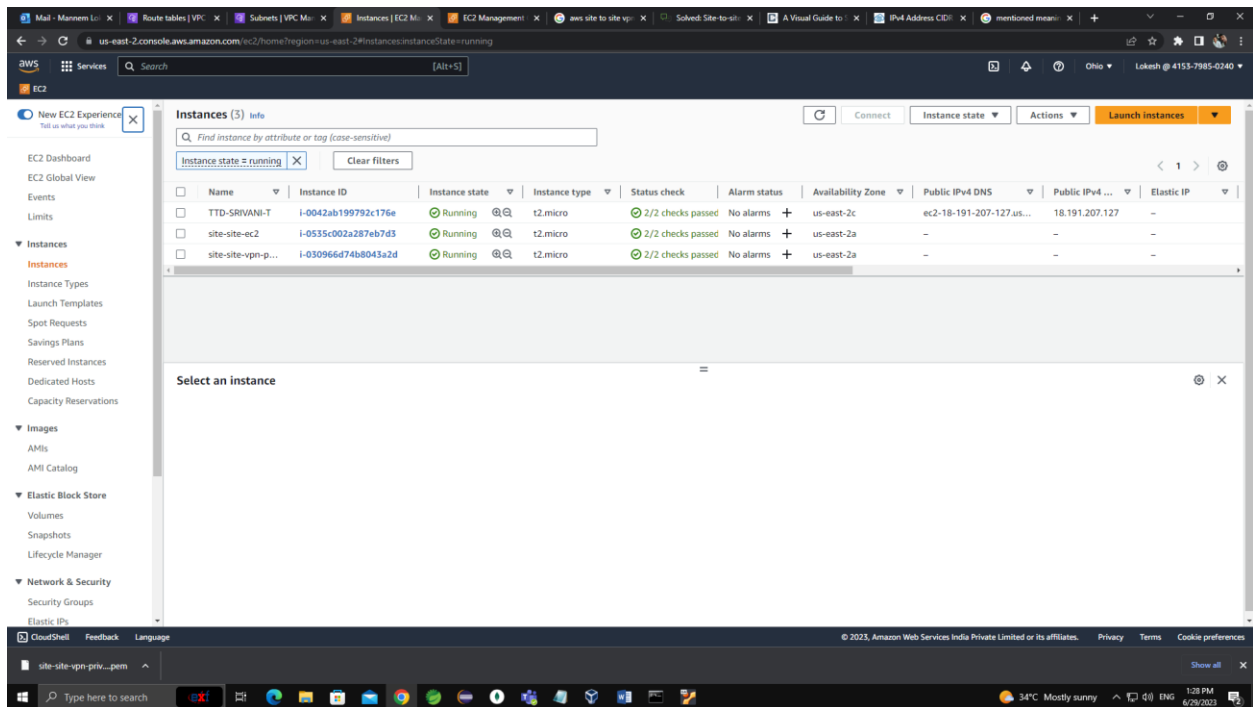 Mail - Mannem Lo
Route tables | VPC
Subnets | VPC Ma
Instances | EC2 Ma
EC2 Management
aws site to site vp
Solved: Site-to-sit
A Visual Guide to
IPv4 Address CIDR
mentioned meani
us-east-2.console.aws.amazon.com/ec2/home?region=us-east-2#Instances:instanceState=running
aws
Services
Search
[Alt+S]
Ohio
Lokesh @ 4153-7985-0240
EC2
New EC2 Experience
Tell us what you think
EC2 Dashboard
EC2 Global View
Events
Limits
Instances
Instances
Instance Types
Launch Templates
Spot Requests
Savings Plans
Reserved Instances
Dedicated Hosts
Capacity Reservations
Images
AMIs
AMI Catalog
Elastic Block Store
Volumes
Snapshots
Lifecycle Manager
Network & Security
Security Groups
Elastic IPs
Instances (3) Info
Connect
Instance state
Actions
Launch instances
Find instance by attribute or tag (case-sensitive)
Instance state = running
Clear filters
1
Name Instance ID Instance state Instance type Status check Alarm status Availability Zone Public IPv4 DNS Public IPv4 ... Elastic IP
TTD-SRIVANI-T i-0042ab199792c176e Running t2.micro 2/2 checks passed No alarms + us-east-2c ec2-18-191-207-127.us... 18.191.207.127 –
site-site-ec2 i-0535c002a287eb7d3 Running t2.micro 2/2 checks passed No alarms + us-east-2a – – –
site-site-vpn-p... i-030966d74b8043a2d Running t2.micro 2/2 checks passed No alarms + us-east-2a – – –
Select an instance
CloudShell Feedback Language
© 2023, Amazon Web Services India Private Limited or its affiliates. Privacy Terms Cookie preferences
site-site-vpn-priv....pem
Show all
Type here to search
34°C Mostly sunny
ENG
1:28 PM
6/29/2023